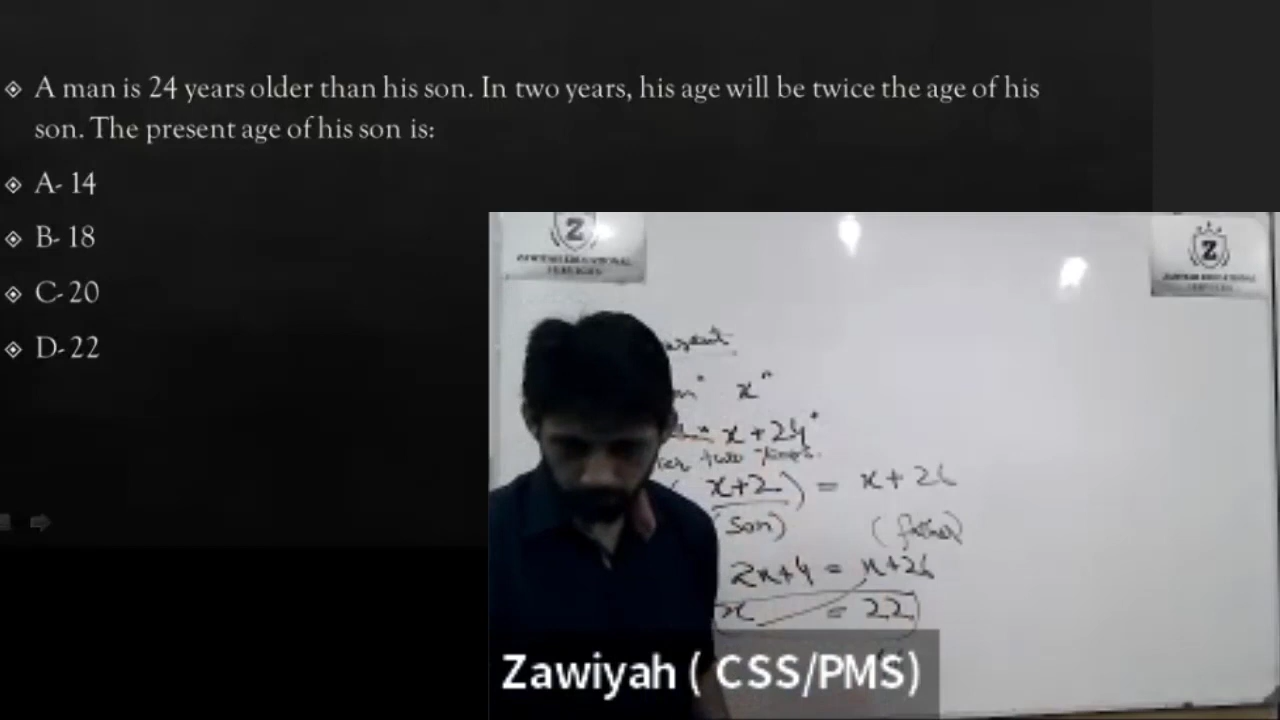 A man is 24 years older than his son. In two years, his age will be twice the age of his
son. The present age of his son is:
A- 14
B- 18
C- 20
D- 22
Z
Z
x"
x + 24"
two
x+2) = x + 26
(son) (father)
2x+4 = x+26
x = 22
Zawiyah ( CSS/PMS)